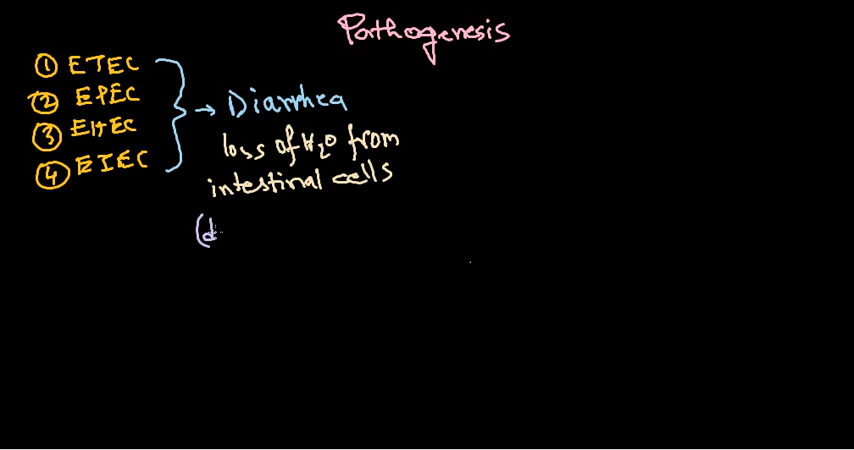 Pathogenesis
① ETEC
② EPEC
③ EHEC
④ EIEC
→ Diarrhea
loss of H2O from
intestinal cells
(d